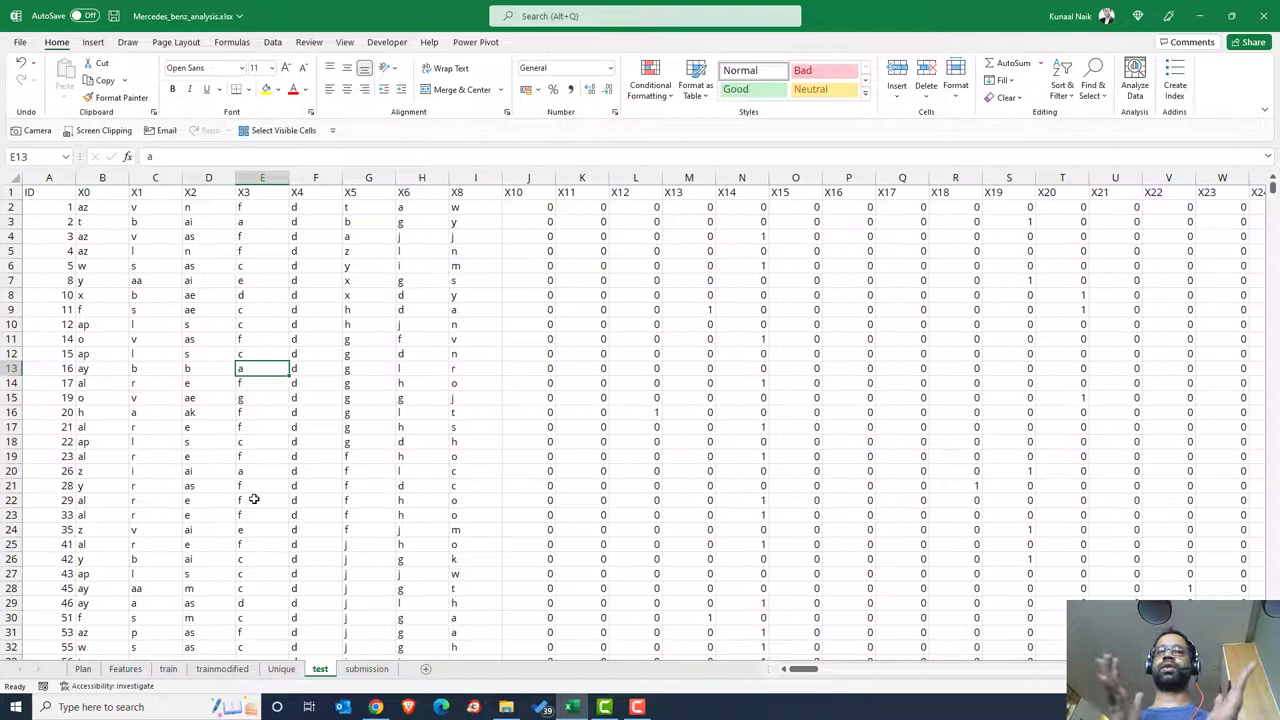 AutoSave Off Mercedes_benz_analysis.xlsx Search (Alt+Q) Kunaal Naik
File Home Insert Draw Page Layout Formulas Data Review View Developer Help Power Pivot Comments Share
Cut Open Sans 11 Wrap Text General Normal Bad AutoSum
Copy Good Neutral Fill
Paste Format Painter Merge & Center Conditional Formatting Format as Table Insert Delete Format Clear Sort & Filter Find & Select Analyze Data Create Index
Undo Clipboard Font Alignment Number Styles Cells Editing Analysis Index
Camera Screen Clipping Email Redo Select Visible Cells
E13 fx a
A B C D E F G H I J K L M N O P Q R S T U V W
1 ID X0 X1 X2 X3 X4 X5 X6 X8 X10 X11 X12 X13 X14 X15 X16 X17 X18 X19 X20 X21 X22 X23 X24
2 1 az v n f d t a w 0 0 0 0 0 0 0 0 0 0 0 0 0 0
3 2 t b ai a d b g y 0 0 0 0 0 0 0 0 0 1 0 0 0 0
4 3 az v as f d a j j 0 0 0 0 1 0 0 0 0 0 0 0 0 0
5 4 az l n f d z l n 0 0 0 0 0 0 0 0 0 0 0 0 0 0
6 5 w s as c d y i m 0 0 0 0 1 0 0 0 0 0 0 0 0 0
7 8 y aa ai e d x g s 0 0 0 0 0 0 0 0 0 1 0 0 0 0
8 10 x b ae d d x d y 0 0 0 0 0 0 0 0 0 0 1 0 0 0
9 11 f s ae c d h d a 0 0 0 1 0 0 0 0 0 0 1 0 0 0
10 12 ap l s c d h j n 0 0 0 0 0 0 0 0 0 0 0 0 0 0
11 14 o v as f d g f v 0 0 0 0 1 0 0 0 0 0 0 0 0 0
12 15 ap l s c d g d n 0 0 0 0 0 0 0 0 0 0 0 0 0 0
13 16 ay b b a d g l r 0 0 0 0 0 0 0 0 0 0 0 0 0 0
14 17 al r e f d g h o 0 0 0 0 1 0 0 0 0 0 0 0 0 0
15 19 o v ae g d g g j 0 0 0 0 0 0 0 0 0 0 1 0 0 0
16 20 h a ak f d g l t 0 0 1 0 0 0 0 0 0 0 0 0 0 0
17 21 al r e f d g h s 0 0 0 0 1 0 0 0 0 0 0 0 0 0
18 22 ap l s c d g d h 0 0 0 0 0 0 0 0 0 0 0 0 0 0
19 23 al r e f d f h o 0 0 0 0 1 0 0 0 0 0 0 0 0 0
20 26 z i ai a d f l c 0 0 0 0 0 0 0 0 0 1 0 0 0 0
21 28 y r as f d f d c 0 0 0 0 0 0 0 0 1 0 0 0 0 0
22 29 al r e f d f h o 0 0 0 0 1 0 0 0 0 0 0 0 0 0
23 33 al r e f d f h o 0 0 0 0 1 0 0 0 0 0 0 0 0 0
24 35 z v ai e d f j m 0 0 0 0 0 0 0 0 0 1 0 0 0 0
25 41 al r e f d j h o 0 0 0 0 1 0 0 0 0 0 0 0 0 0
26 42 y b ai c d j g k 0 0 0 0 0 0 0 0 0 1 0 0 0 0
27 43 ap l s c d j j w 0 0 0 0 0 0 0 0 0 0 0 0 0 0
28 45 ay aa m c d j g t 0 0 0 0 0 0 0 0 0 0 0 0 1 0
29 46 ay a as d d j l h 0 0 0 0 1 0 0 0 0 0 0
30 51 f s m c d j g a 0 0 0 1 0 0 0 0 0 0
31 53 az p as f d j g a 0 0 0 0 1 0 0 0 0 0
32 55 w s as c d j g h 0 0 0 0 1 0 0 0 0 0
Plan Features train trainmodified Unique test submission
Ready Accessibility: Investigate
Type here to search 39